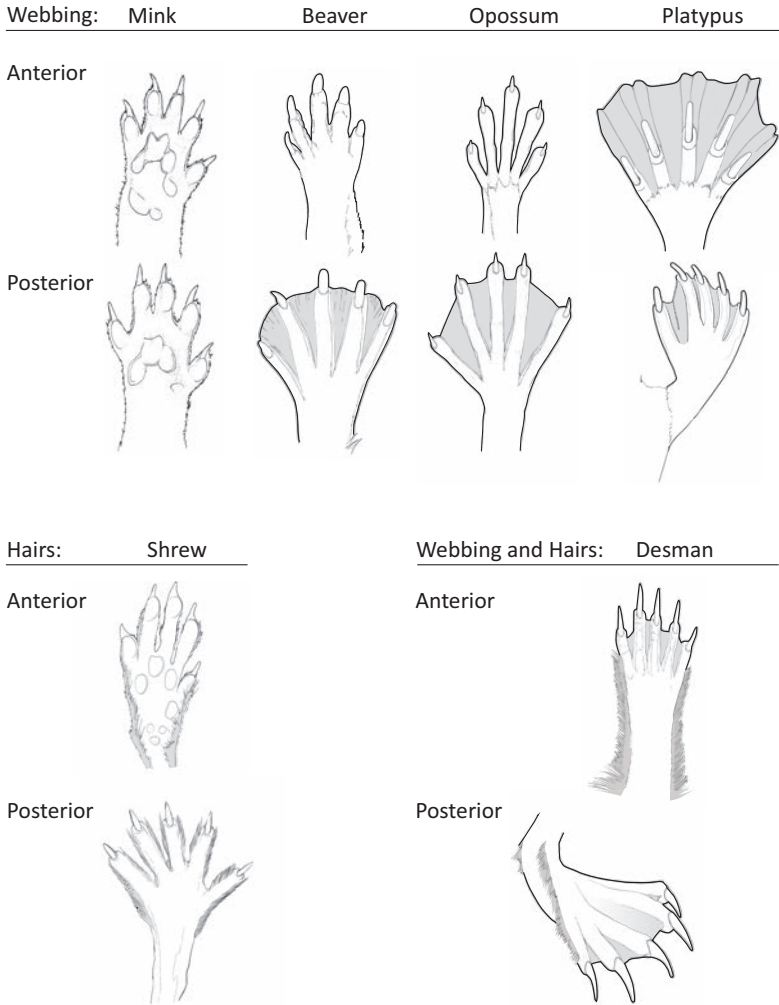 Webbing: Mink Beaver Opossum Platypus
Anterior
Posterior
Hairs: Shrew
Anterior
Posterior
Webbing and Hairs: Desman
Anterior
Posterior